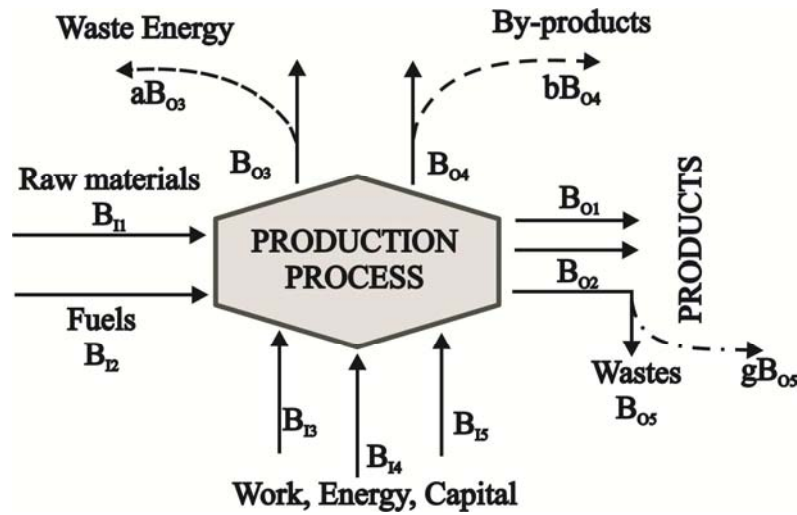 Waste Energy
By-products
aB_O3
bB_O4
B_O3
B_O4
Raw materials
B_I1
B_O1
PRODUCTION
PROCESS
B_O2
PRODUCTS
Fuels
B_I2
Wastes
B_O5
gB_O5
B_I3
B_I4
B_I5
Work, Energy, Capital